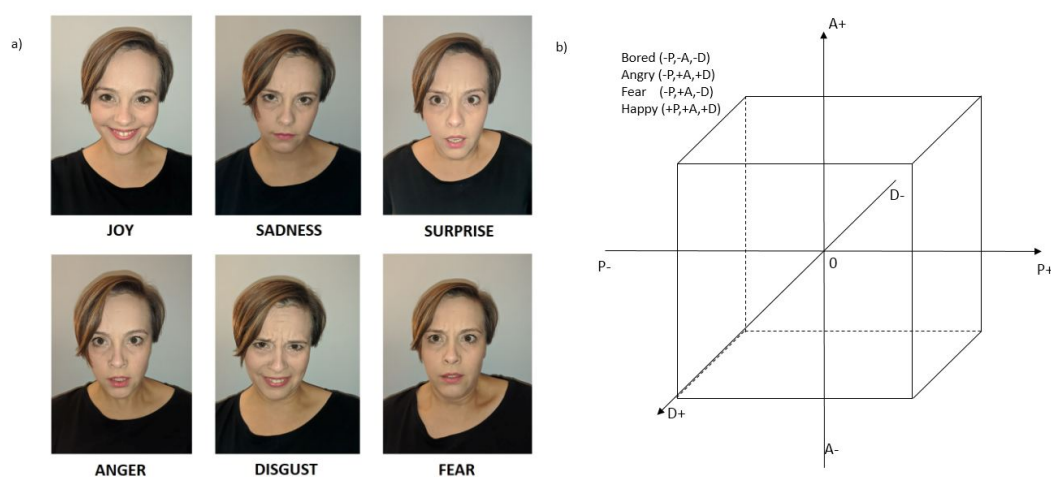 a)
JOY
SADNESS
SURPRISE
ANGER
DISGUST
FEAR
b)
Bored (-P,-A,-D)
Angry (-P,+A,+D)
Fear (-P,+A,-D)
Happy (+P,+A,+D)
A+
D-
P-
0
P+
D+
A-